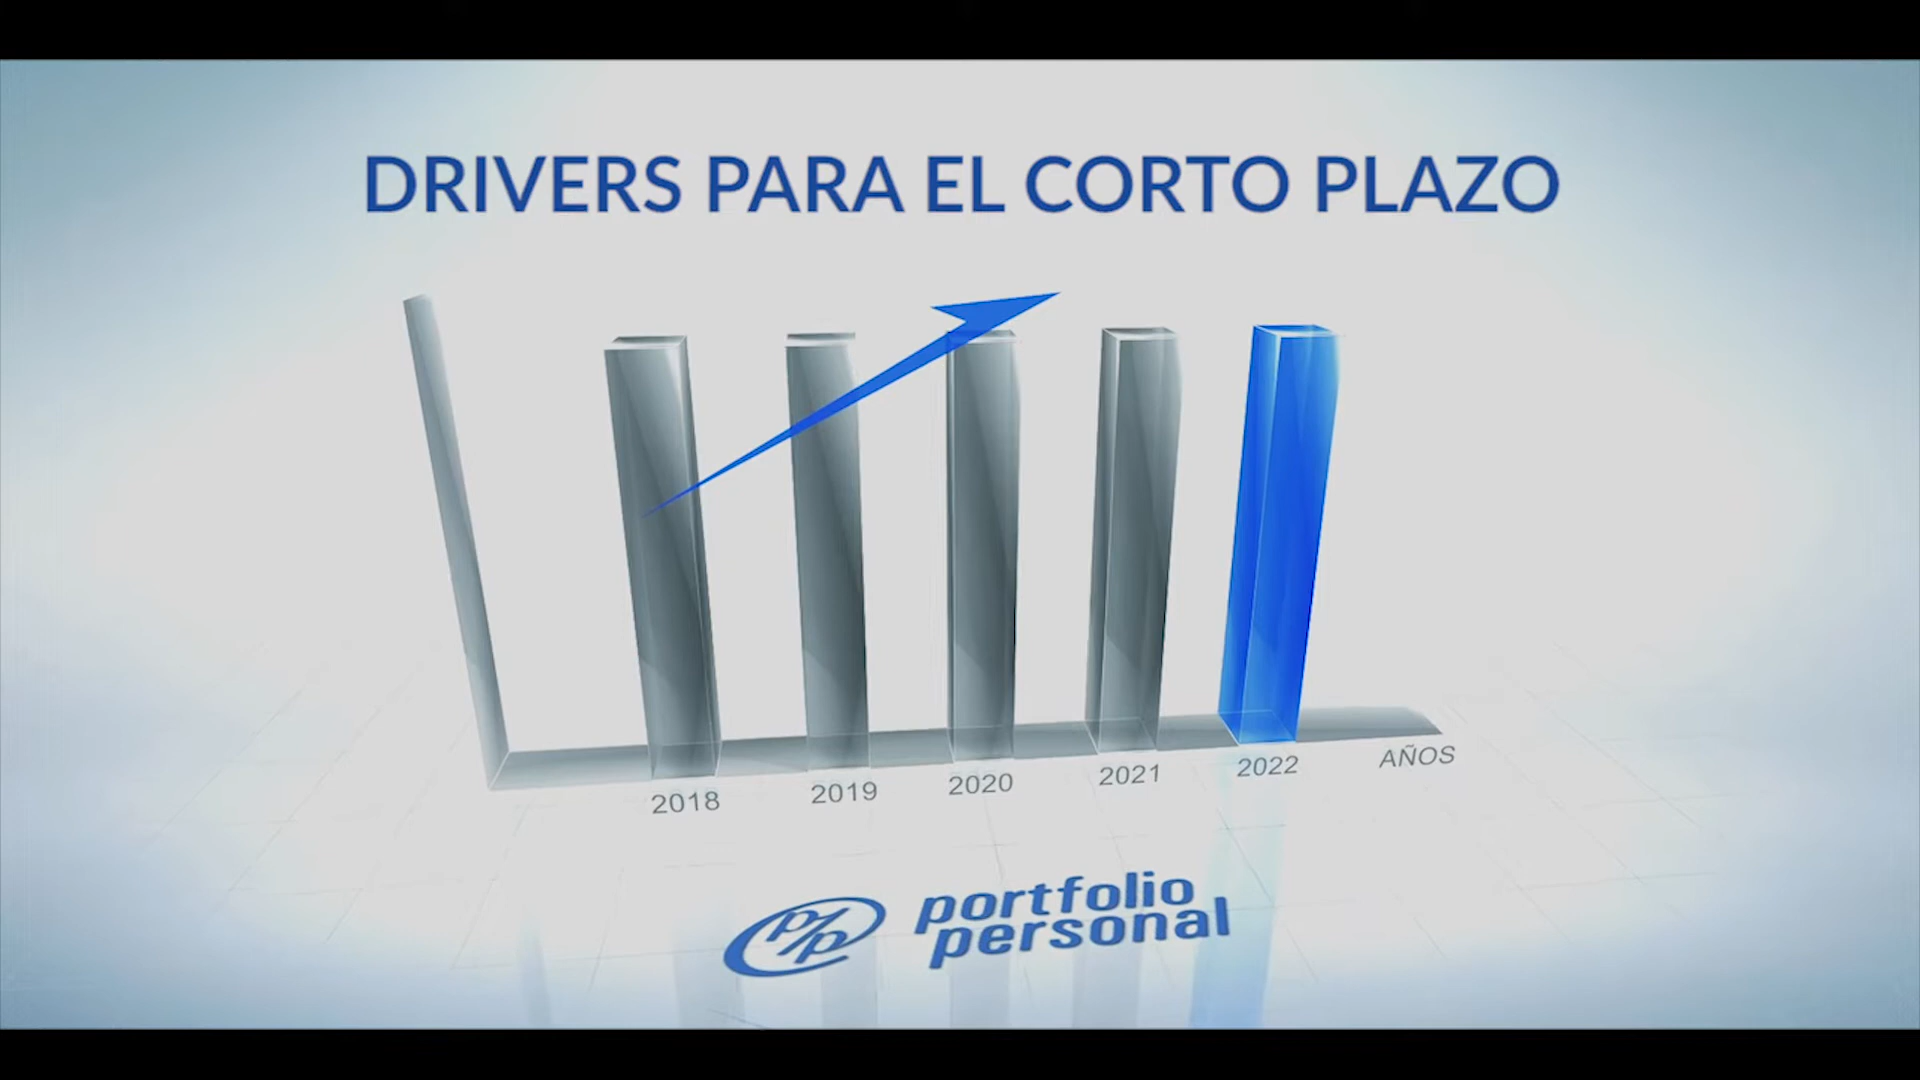 DRIVERS PARA EL CORTO PLAZO
2018 2019 2020 2021 2022 AÑOS
p/p portfolio
personal